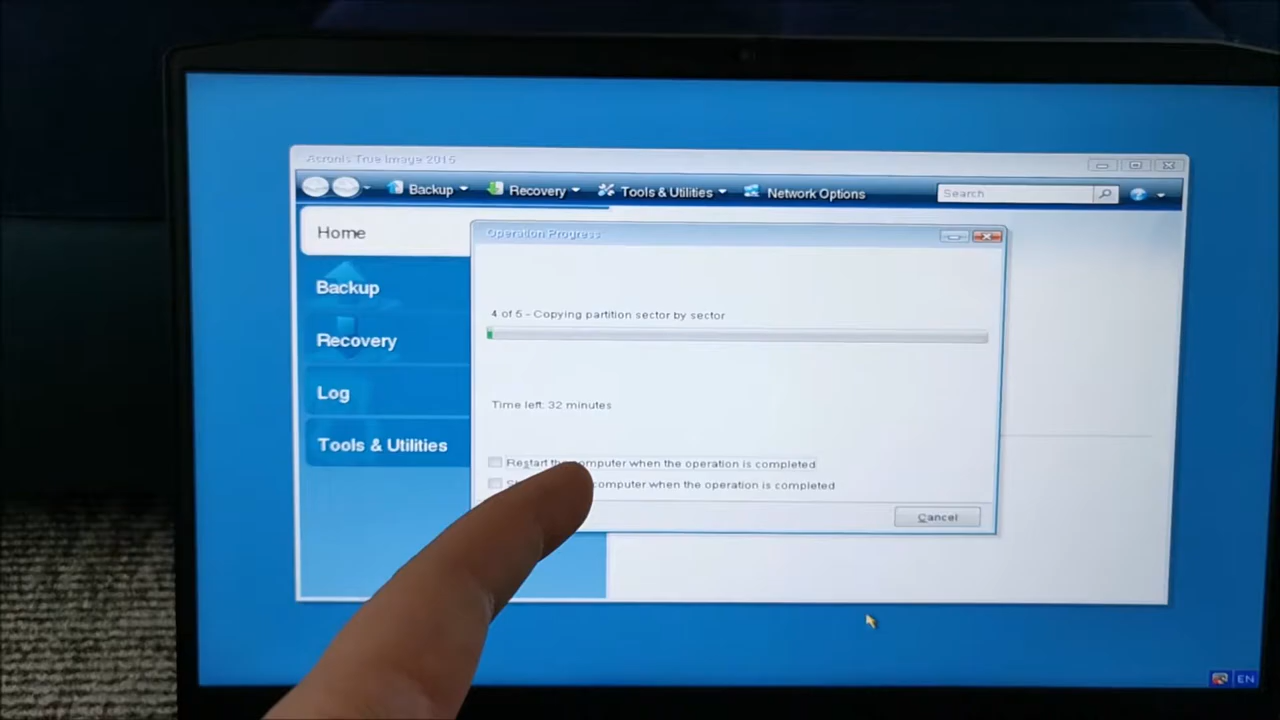 Acronis True Image 2015
Backup Recovery Tools & Utilities Network Options Search
Home
Backup
Recovery
Log
Tools & Utilities
Operation Progress
4 of 5 - Copying partition sector by sector
Time left: 32 minutes
Restart the computer when the operation is completed
computer when the operation is completed
Cancel
EN